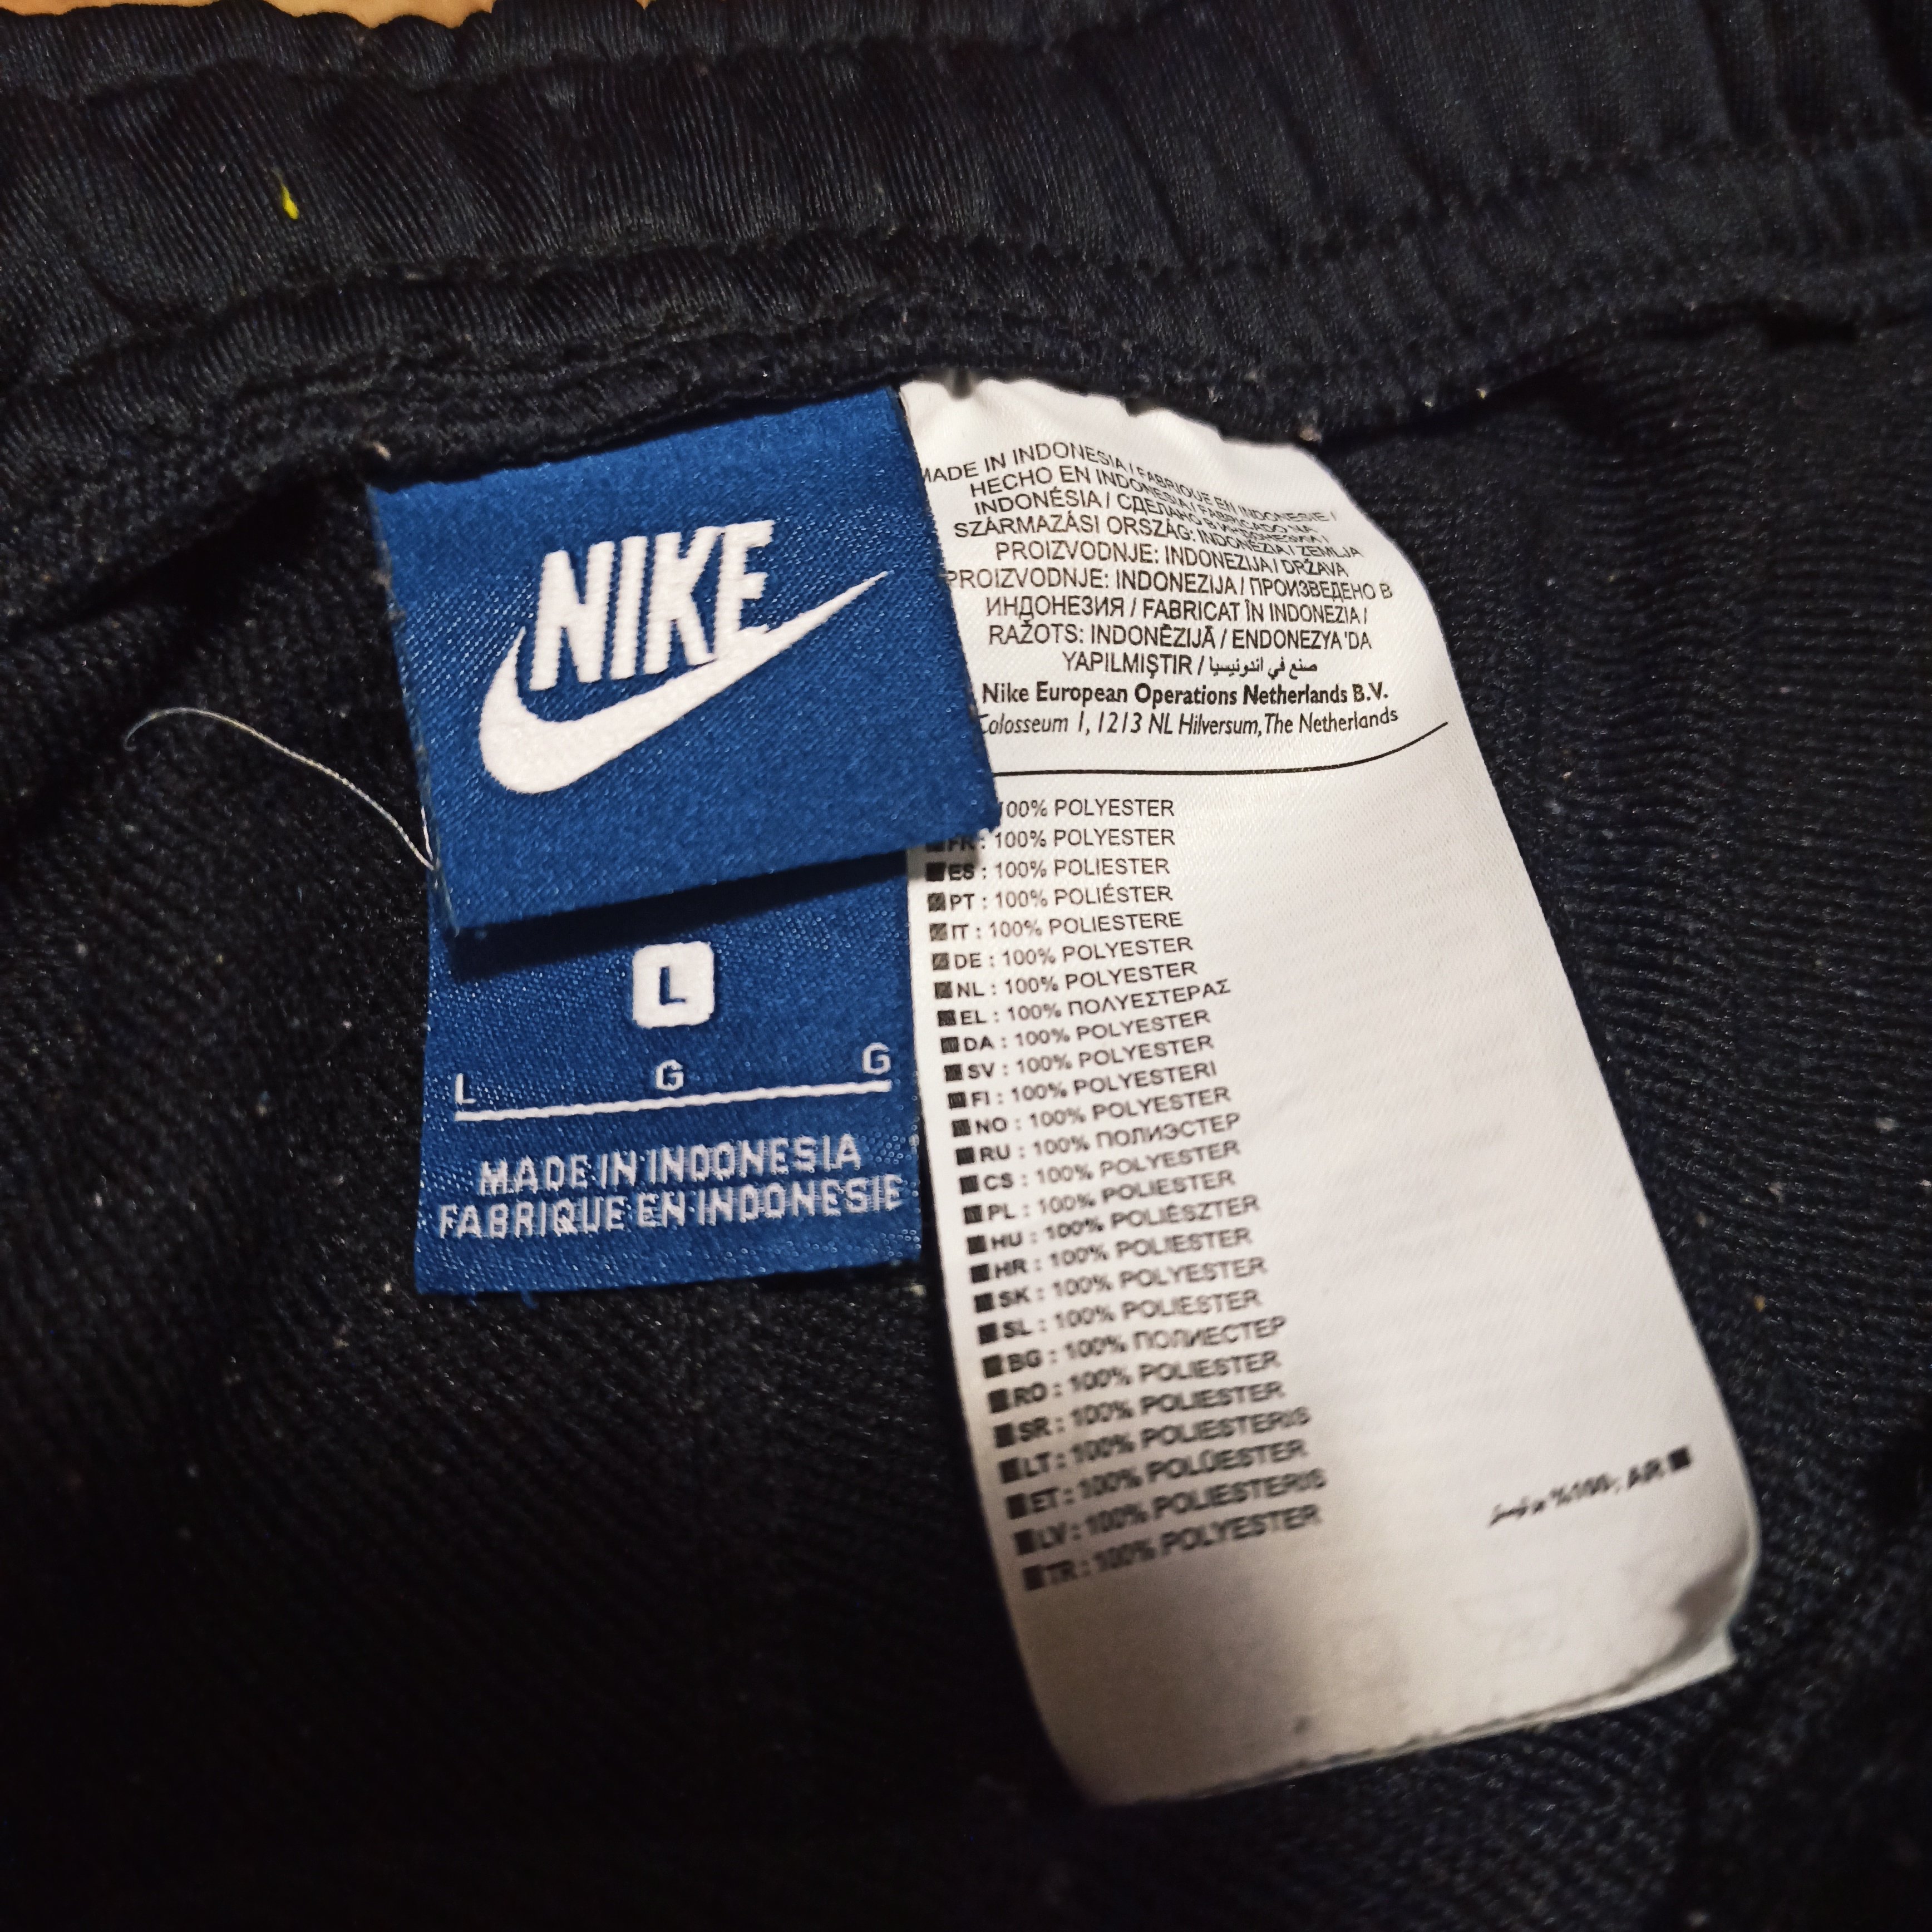 NIKE
L
L G G
MADE IN INDONESIA
FABRIQUE EN INDONESIE
MADE IN INDONESIA / FABRIQUE EN INDONESIE /
HECHO EN INDONESIA / FABRICADO NA
INDONÉSIA / СДЕЛАНО В ИНДОНЕЗИИ /
SZÁRMAZÁSI ORSZÁG: INDONÉZIA / ZEMLJA
PROIZVODNJE: INDONEZIJA / DRŽAVA
PROIZVODNJE: INDONEZIJA / ПРОИЗВЕДЕНО В
ИНДОНЕЗИЯ / FABRICAT ÎN INDONEZIA /
RAŽOTS: INDONĒZIJĀ / ENDONEZYA'DA
YAPILMIŞTIR / صنع في اندونيسيا
Nike European Operations Netherlands B.V.
Colosseum 1, 1213 NL Hilversum, The Netherlands
100% POLYESTER
FR : 100% POLYESTER
ES : 100% POLIESTER
PT : 100% POLIÉSTER
IT : 100% POLIESTERE
DE : 100% POLYESTER
NL : 100% POLYESTER
EL : 100% ΠΟΛΥΕΣΤΕΡΑΣ
DA : 100% POLYESTER
SV : 100% POLYESTER
FI : 100% POLYESTERI
NO : 100% POLYESTER
RU : 100% ПОЛИЭСТЕР
CS : 100% POLYESTER
PL : 100% POLIESTER
HU : 100% POLIÉSZTER
HR : 100% POLIESTER
SK : 100% POLYESTER
SL : 100% POLIESTER
BG : 100% ПОЛИЕСТЕР
RO : 100% POLIESTER
SR : 100% POLIESTER
LT : 100% POLIESTERIS
ET : 100% POLÜESTER
LV : 100% POLIESTERIS
TR : 100% POLYESTER
%100 : AR